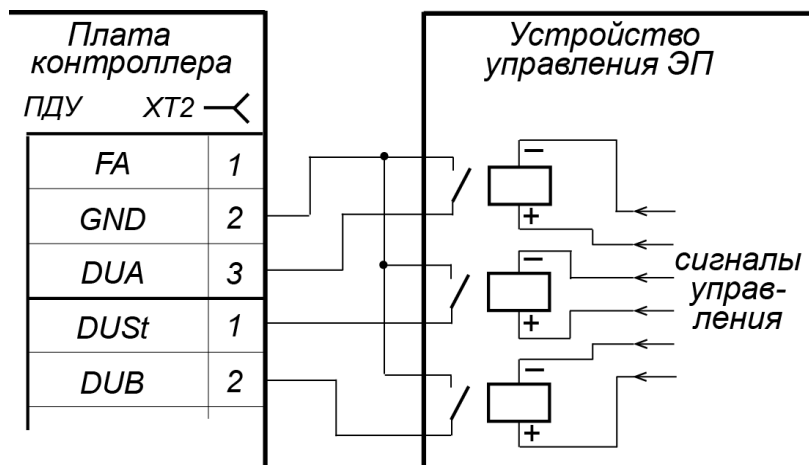 Плата
контроллера
ПДУ XT2
FA 1
GND 2
DUA 3
DUSt 1
DUB 2
Устройство
управления ЭП
−
+
−
+
−
+
сигналы
управ-
ления